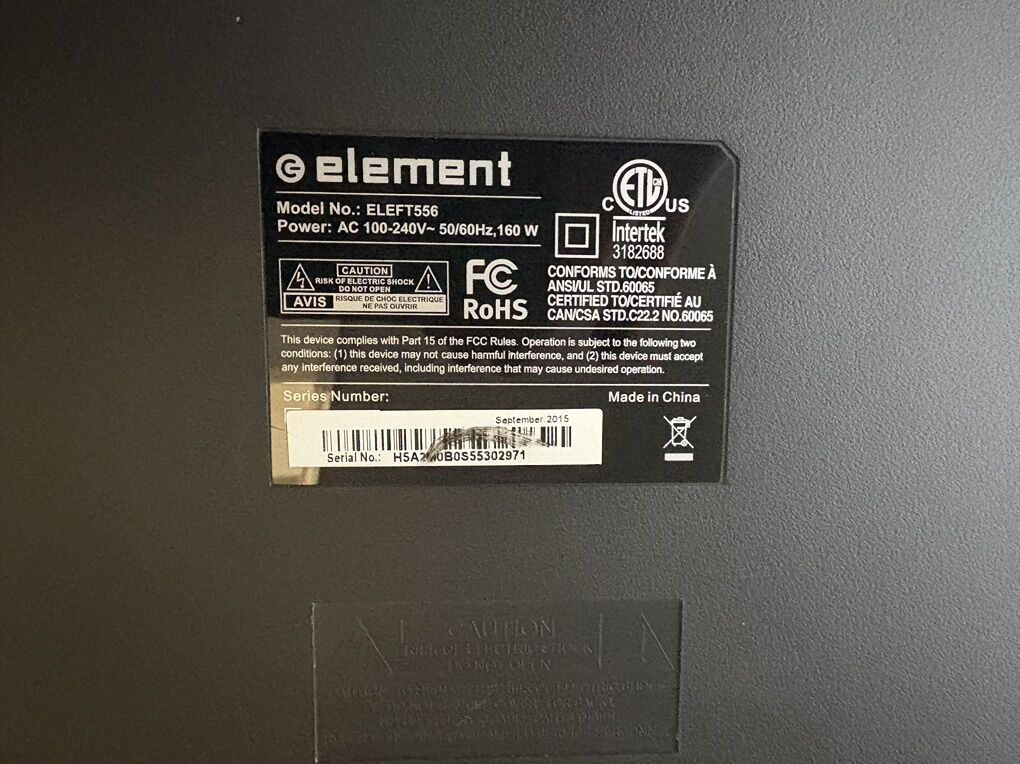 element
Model No.: ELEFT556
Power: AC 100-240V~ 50/60Hz,160 W
ETL CM
LISTED
C US
Intertek
3182688
CAUTION
RISK OF ELECTRIC SHOCK
DO NOT OPEN
AVIS RISQUE DE CHOC ELECTRIQUE
NE PAS OUVRIR
FC
RoHS
CONFORMS TO/CONFORME À
ANSI/UL STD.60065
CERTIFIED TO/CERTIFIÉ AU
CAN/CSA STD.C22.2 NO.60065
This device complies with Part 15 of the FCC Rules. Operation is subject to the following two
conditions: (1) this device may not cause harmful interference, and (2) this device must accept
any interference received, including interference that may cause undesired operation.
Series Number:
Made in China
September 2015
Serial No.:
CAUTION
RISK OF ELECTRIC SHOCK
DO NOT OPEN